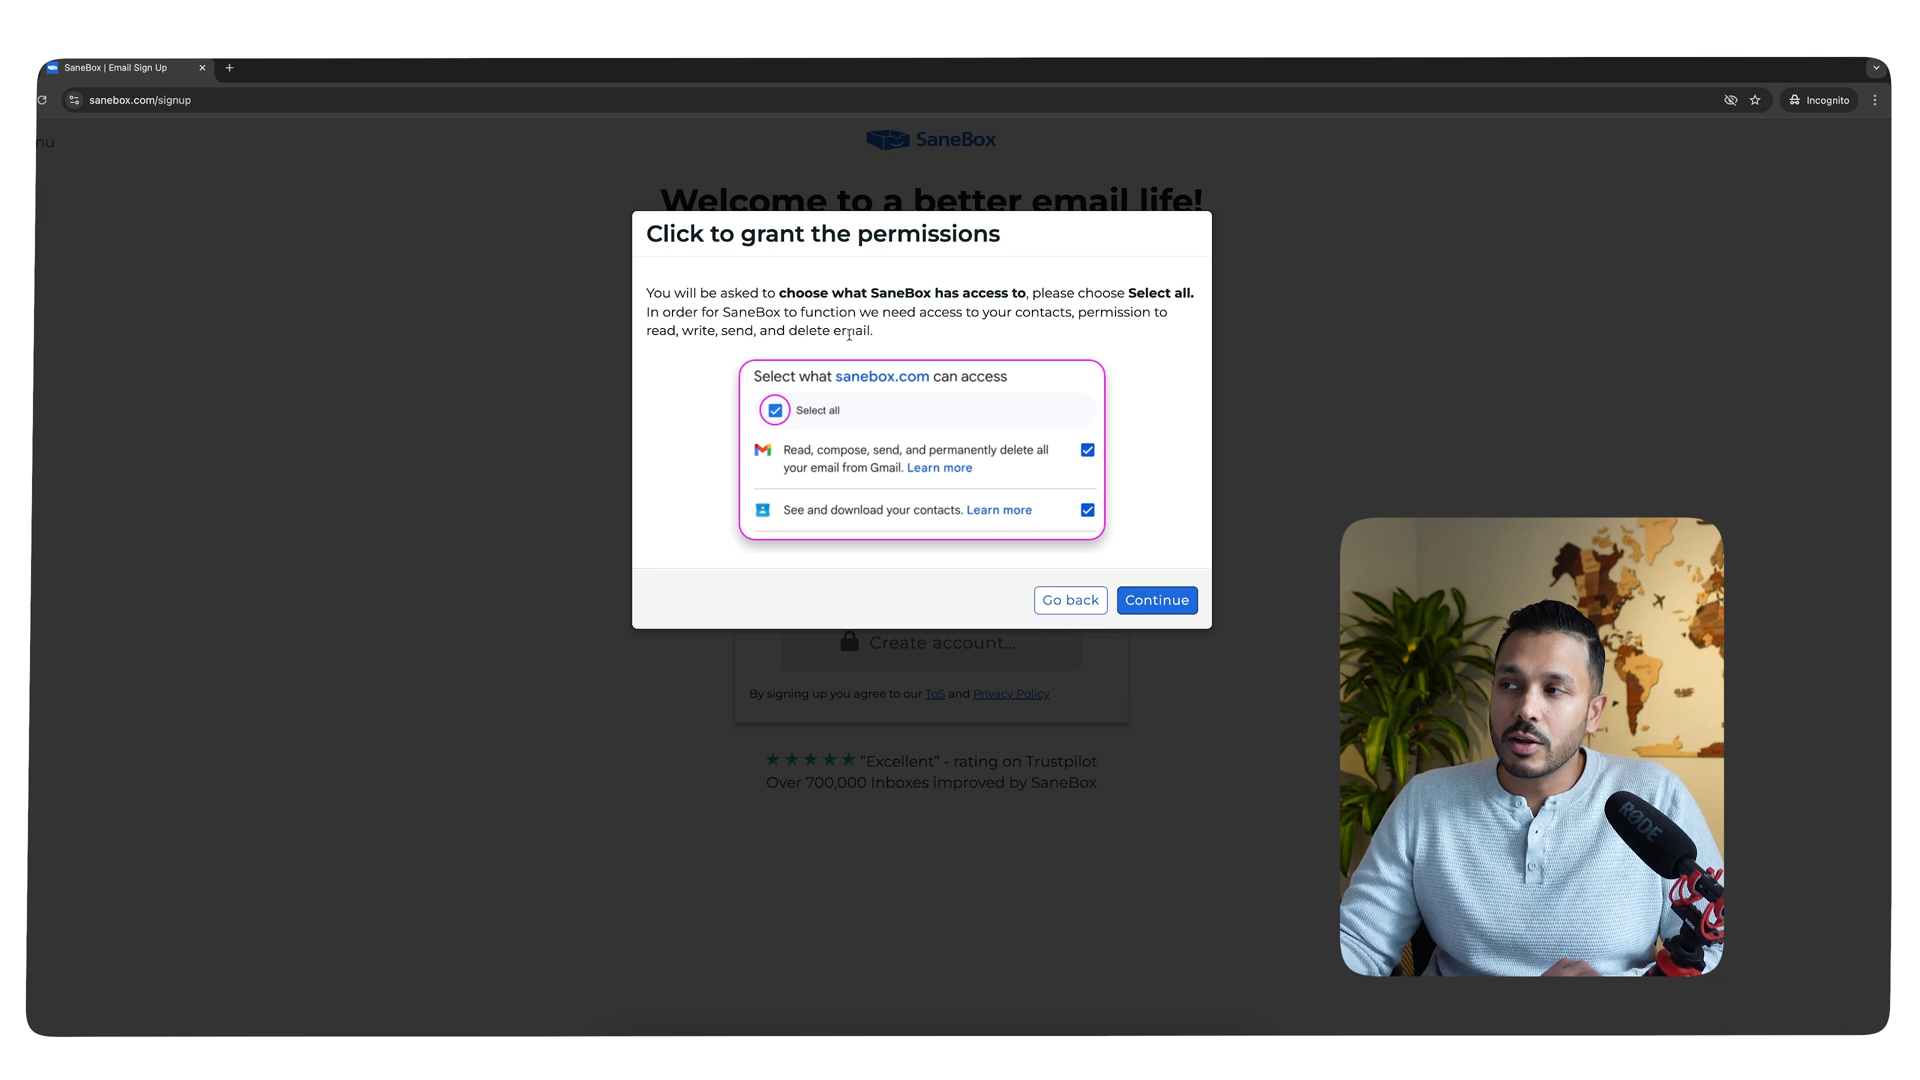 SaneBox | Email Sign Up
sanebox.com/signup
Incognito
nu
SaneBox
Welcome to a better email life!
Click to grant the permissions
You will be asked to choose what SaneBox has access to, please choose Select all.
In order for SaneBox to function we need access to your contacts, permission to
read, write, send, and delete email.
Select what sanebox.com can access
Select all
Read, compose, send, and permanently delete all
your email from Gmail. Learn more
See and download your contacts. Learn more
Go back
Continue
Create account...
By signing up you agree to our ToS and Privacy Policy
“Excellent” - rating on Trustpilot
Over 700,000 Inboxes improved by SaneBox
RØDE